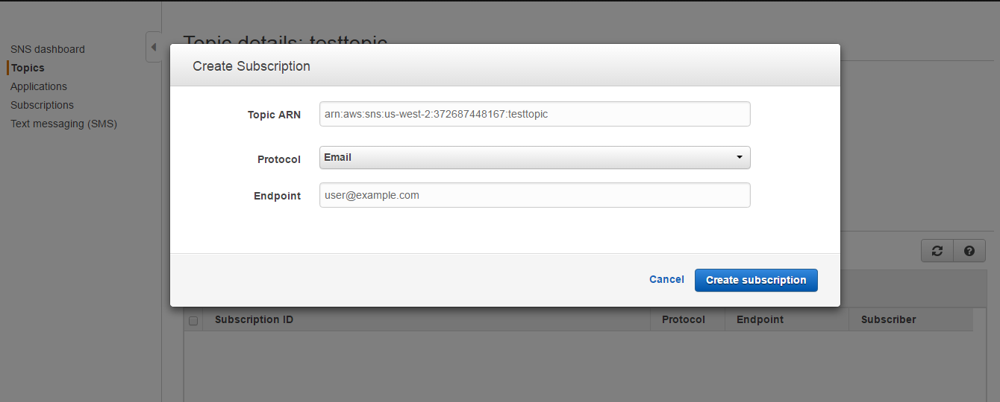 Topic details: testtopic
SNS dashboard
Topics
Applications
Subscriptions
Text messaging (SMS)
Create Subscription
Topic ARN arn:aws:sns:us-west-2:372687448167:testtopic
Protocol Email
Endpoint user@example.com
Cancel Create subscription
Subscription ID Protocol Endpoint Subscriber